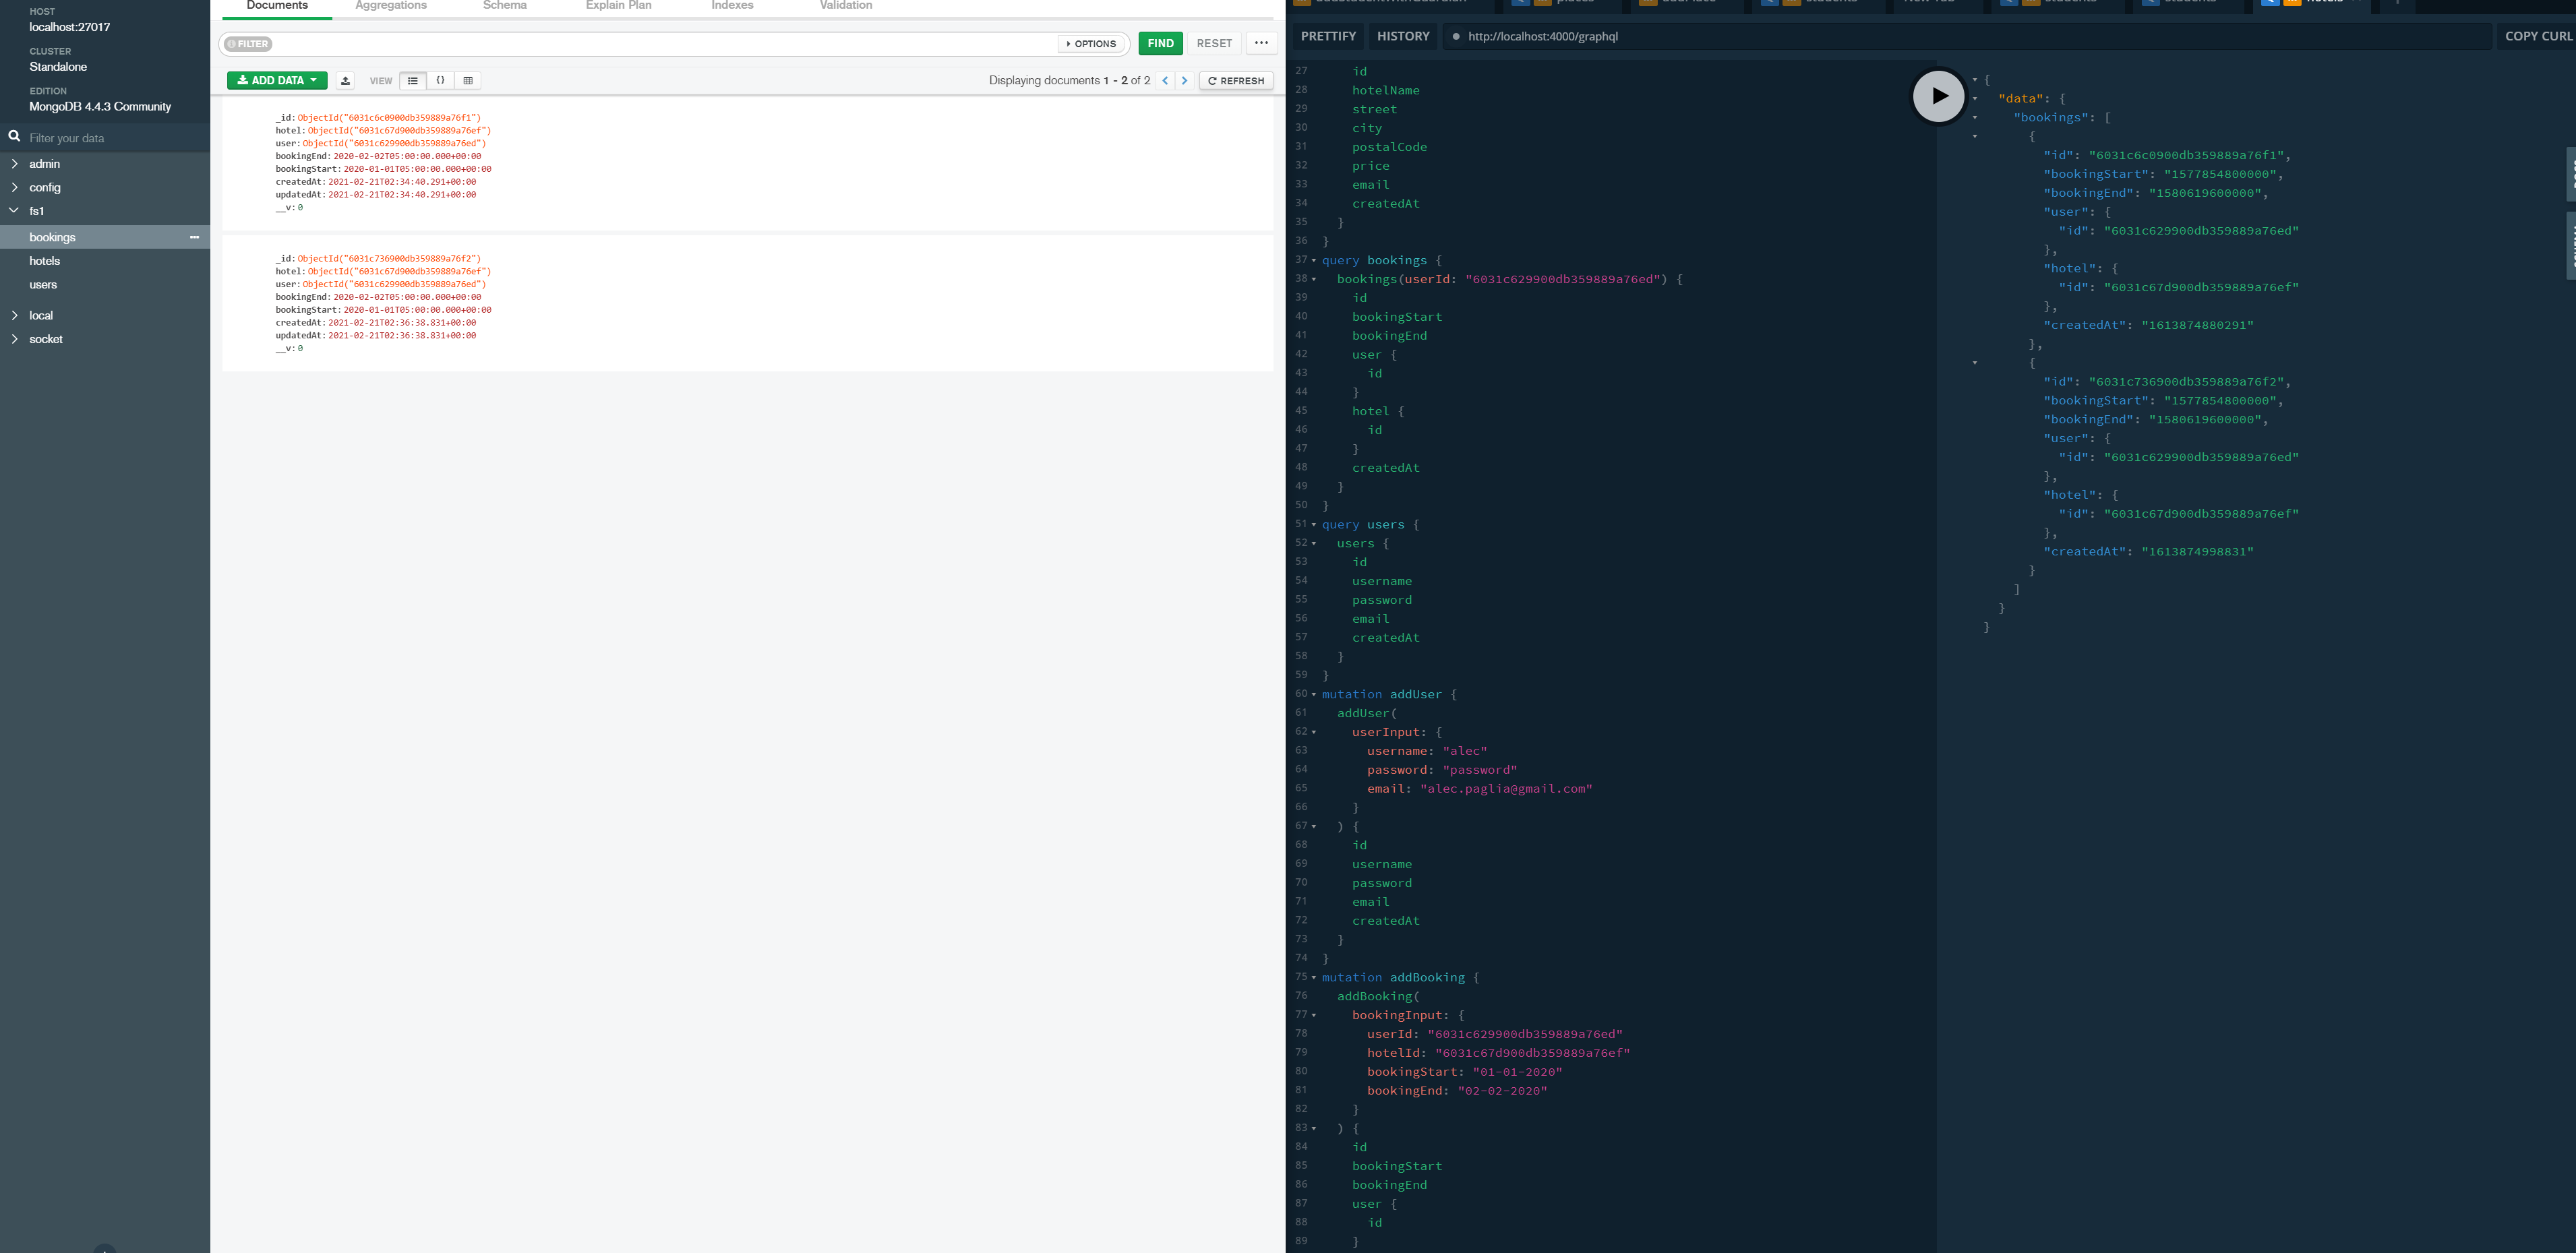 HOST
localhost:27017
CLUSTER
Standalone
EDITION
MongoDB 4.4.3 Community
Filter your data
admin
config
fs1
bookings
hotels
users
local
socket
Documents Aggregations Schema Explain Plan Indexes Validation
FILTER OPTIONS FIND RESET
ADD DATA VIEW {} Displaying documents 1 - 2 of 2 REFRESH
_id: ObjectId("6031c6c0900db359889a76f1")
hotel: ObjectId("6031c67d900db359889a76ef")
user: ObjectId("6031c629900db359889a76ed")
bookingEnd: 2020-02-02T05:00:00.000+00:00
bookingStart: 2020-01-01T05:00:00.000+00:00
createdAt: 2021-02-21T02:34:40.291+00:00
updatedAt: 2021-02-21T02:34:40.291+00:00
__v: 0
_id: ObjectId("6031c736900db359889a76f2")
hotel: ObjectId("6031c67d900db359889a76ef")
user: ObjectId("6031c629900db359889a76ed")
bookingEnd: 2020-02-02T05:00:00.000+00:00
bookingStart: 2020-01-01T05:00:00.000+00:00
createdAt: 2021-02-21T02:36:38.831+00:00
updatedAt: 2021-02-21T02:36:38.831+00:00
__v: 0
PRETTIFY HISTORY http://localhost:4000/graphql COPY CURL
27 id
28 hotelName
29 street
30 city
31 postalCode
32 price
33 email
34 createdAt
35 }
36 }
37 query bookings {
38 bookings(userId: "6031c629900db359889a76ed") {
39 id
40 bookingStart
41 bookingEnd
42 user {
43 id
44 }
45 hotel {
46 id
47 }
48 createdAt
49 }
50 }
51 query users {
52 users {
53 id
54 username
55 password
56 email
57 createdAt
58 }
59 }
60 mutation addUser {
61 addUser(
62 userInput: {
63 username: "alec"
64 password: "password"
65 email: "alec.paglia@gmail.com"
66 }
67 ) {
68 id
69 username
70 password
71 email
72 createdAt
73 }
74 }
75 mutation addBooking {
76 addBooking(
77 bookingInput: {
78 userId: "6031c629900db359889a76ed"
79 hotelId: "6031c67d900db359889a76ef"
80 bookingStart: "01-01-2020"
81 bookingEnd: "02-02-2020"
82 }
83 ) {
84 id
85 bookingStart
86 bookingEnd
87 user {
88 id
89 }
{
"data": {
"bookings": [
{
"id": "6031c6c0900db359889a76f1",
"bookingStart": "1577854800000",
"bookingEnd": "1580619600000",
"user": {
"id": "6031c629900db359889a76ed"
},
"hotel": {
"id": "6031c67d900db359889a76ef"
},
"createdAt": "1613874880291"
},
{
"id": "6031c736900db359889a76f2",
"bookingStart": "1577854800000",
"bookingEnd": "1580619600000",
"user": {
"id": "6031c629900db359889a76ed"
},
"hotel": {
"id": "6031c67d900db359889a76ef"
},
"createdAt": "1613874998831"
}
]
}
}